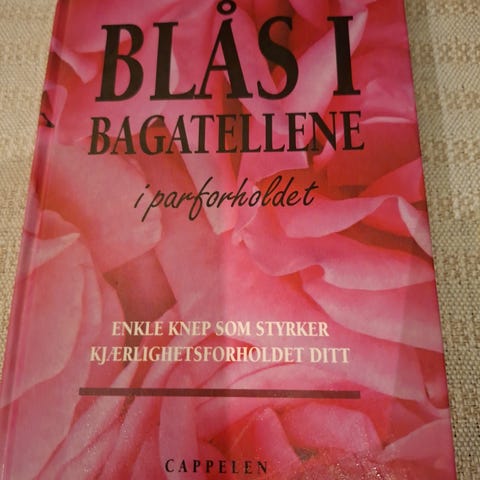 BLÅS I
BAGATELLENE
i parforholdet
ENKLE KNEP SOM STYRKER
KJÆRLIGHETSFORHOLDET DITT
CAPPELEN